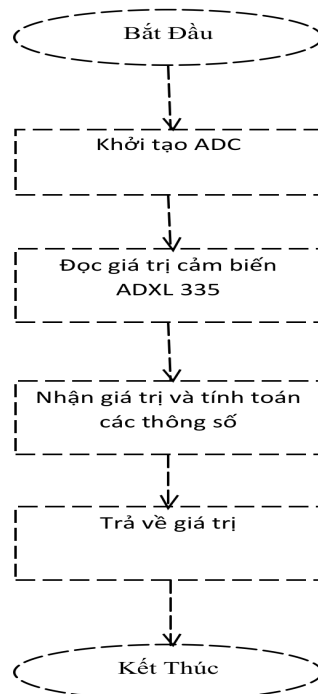 Bắt Đầu
Khởi tạo ADC
Đọc giá trị cảm biến
ADXL 335
Nhận giá trị và tính toán
các thông số
Trả về giá trị
Kết Thúc